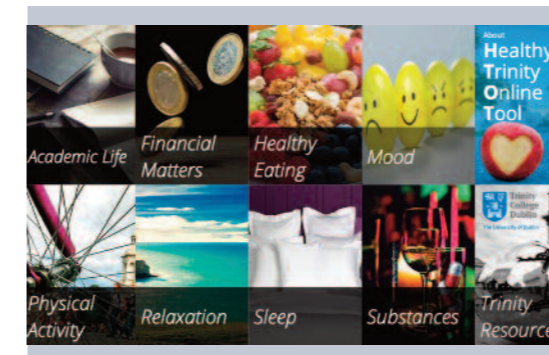 Academic Life
Financial
Matters
Healthy
Eating
Mood
About
Healthy
Trinity
Online
Tool
Physical
Activity
Relaxation
Sleep
Substances
Trinity
College
Dublin
The University of Dublin
Trinity
Resource